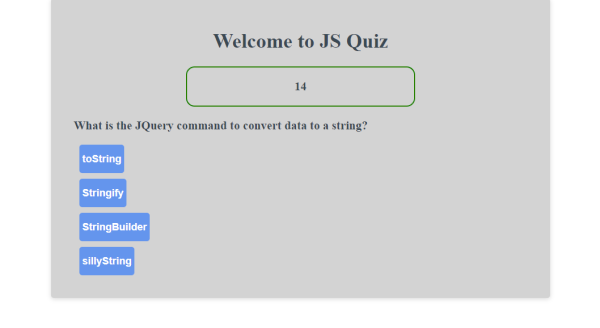 Welcome to JS Quiz
14
What is the JQuery command to convert data to a string?
toString
Stringify
StringBuilder
sillyString